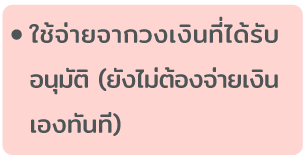 • ใช้จ่ายจากวงเงินที่ได้รับ
อนุมัติ (ยังไม่ต้องจ่ายเงิน
เองทันที)